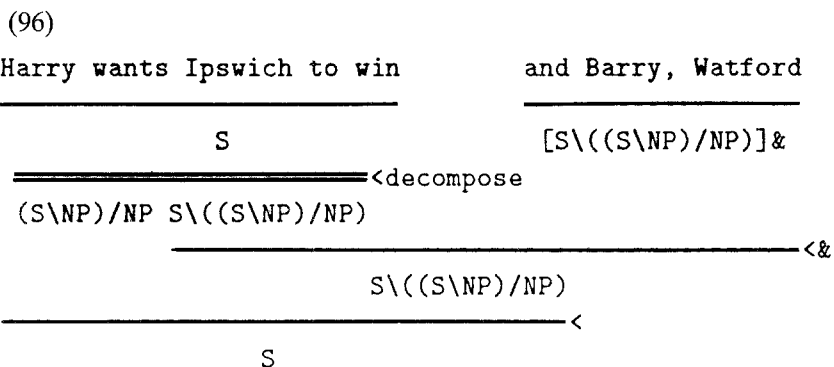 (96)
Harry wants Ipswich to win and Barry, Watford
S [S\((S\NP)/NP)]&
<decompose
(S\NP)/NP S\((S\NP)/NP)
<&
S\((S\NP)/NP)
<
S